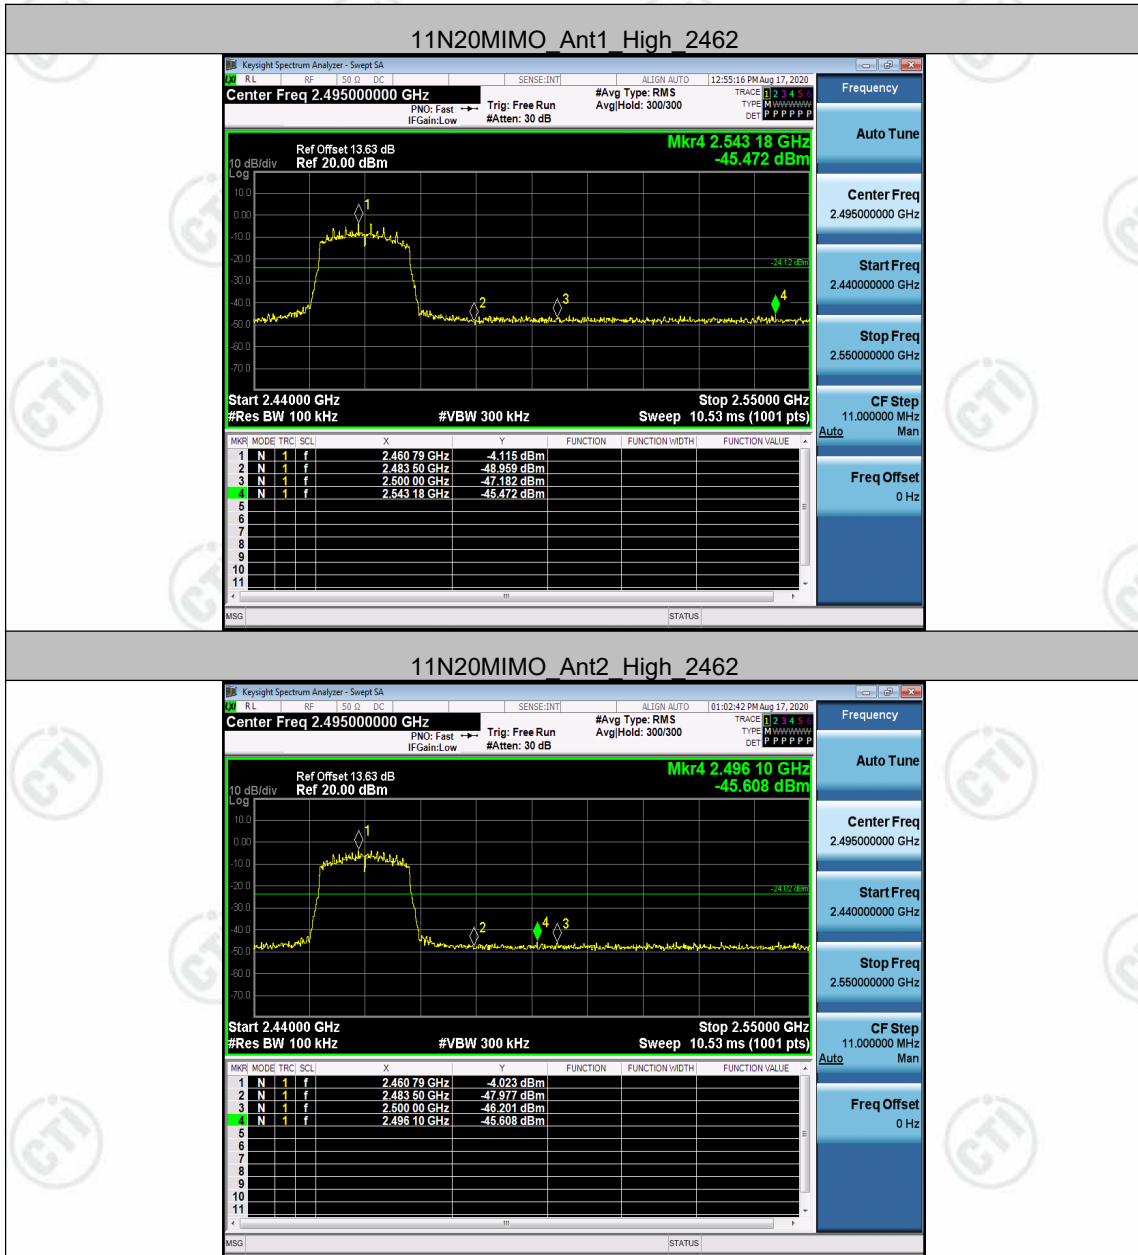 11N20MIMO_Ant1_High_2462
Keysight Spectrum Analyzer - Swept SA
LXI RL RF 50 Ω DC SENSE:INT ALIGN AUTO 12:55:16 PM Aug 17, 2020
Center Freq 2.495000000 GHz #Avg Type: RMS TRACE 1 2 3 4 5 6
PNO: Fast Trig: Free Run Avg|Hold: 300/300 TYPE M WWWWW
IFGain:Low #Atten: 30 dB DET P P P P P P
Mkr4 2.543 18 GHz
-45.472 dBm
Ref Offset 13.63 dB
10 dB/div Ref 20.00 dBm
Log
10.0
0.00
-10.0
-20.0
-30.0
-40.0
-50.0
-60.0
-70.0
1
2
3
4
-24.12 dBm
Start 2.44000 GHz Stop 2.55000 GHz
#Res BW 100 kHz #VBW 300 kHz Sweep 10.53 ms (1001 pts)
MKR MODE TRC SCL X Y FUNCTION FUNCTION WIDTH FUNCTION VALUE
1 N 1 f 2.460 79 GHz -4.115 dBm
2 N 1 f 2.483 50 GHz -48.959 dBm
3 N 1 f 2.500 00 GHz -47.182 dBm
4 N 1 f 2.543 18 GHz -45.472 dBm
5
6
7
8
9
10
11
MSG STATUS
Frequency
Auto Tune
Center Freq
2.495000000 GHz
Start Freq
2.440000000 GHz
Stop Freq
2.550000000 GHz
CF Step
11.000000 MHz
Auto Man
Freq Offset
0 Hz
11N20MIMO_Ant2_High_2462
Keysight Spectrum Analyzer - Swept SA
LXI RL RF 50 Ω DC SENSE:INT ALIGN AUTO 01:02:42 PM Aug 17, 2020
Center Freq 2.495000000 GHz #Avg Type: RMS TRACE 1 2 3 4 5 6
PNO: Fast Trig: Free Run Avg|Hold: 300/300 TYPE M WWWWW
IFGain:Low #Atten: 30 dB DET P P P P P P
Mkr4 2.496 10 GHz
-45.608 dBm
Ref Offset 13.63 dB
10 dB/div Ref 20.00 dBm
Log
10.0
0.00
-10.0
-20.0
-30.0
-40.0
-50.0
-60.0
-70.0
1
2
4
3
-24.02 dBm
Start 2.44000 GHz Stop 2.55000 GHz
#Res BW 100 kHz #VBW 300 kHz Sweep 10.53 ms (1001 pts)
MKR MODE TRC SCL X Y FUNCTION FUNCTION WIDTH FUNCTION VALUE
1 N 1 f 2.460 79 GHz -4.023 dBm
2 N 1 f 2.483 50 GHz -47.977 dBm
3 N 1 f 2.500 00 GHz -46.201 dBm
4 N 1 f 2.496 10 GHz -45.608 dBm
5
6
7
8
9
10
11
MSG STATUS
Frequency
Auto Tune
Center Freq
2.495000000 GHz
Start Freq
2.440000000 GHz
Stop Freq
2.550000000 GHz
CF Step
11.000000 MHz
Auto Man
Freq Offset
0 Hz
CTI
CTI
CTI
CTI
CTI
CTI
CTI